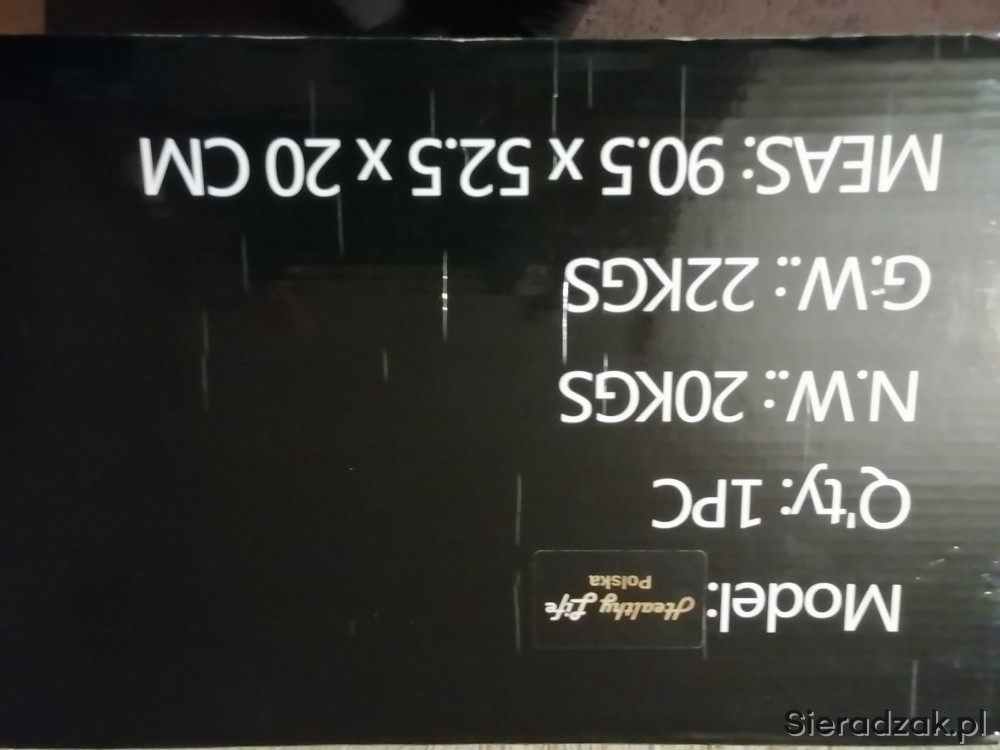 Model: Healthy Life
Polska
Q'ty: 1PC
N.W.: 20KGS
G.W.: 22KGS
MEAS: 90.5 x 52.5 x 20 CM
Sieradzak.pl